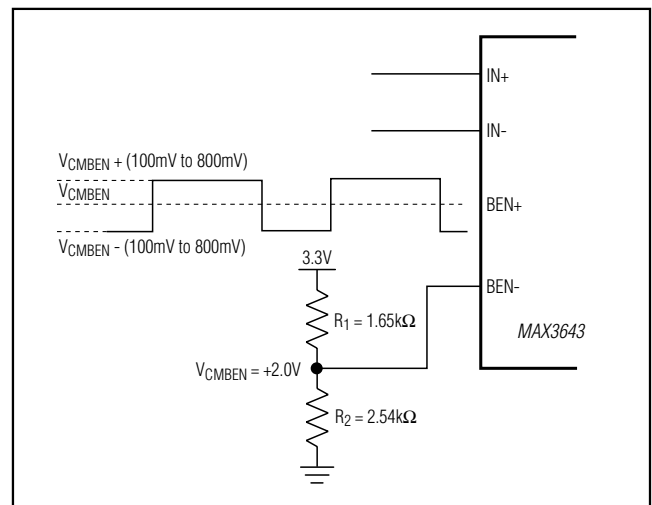 IN+
IN-
VCMBEN + (100mV to 800mV)
VCMBEN
BEN+
VCMBEN - (100mV to 800mV)
3.3V
BEN-
R1 = 1.65kΩ
MAX3643
VCMBEN = +2.0V
R2 = 2.54kΩ